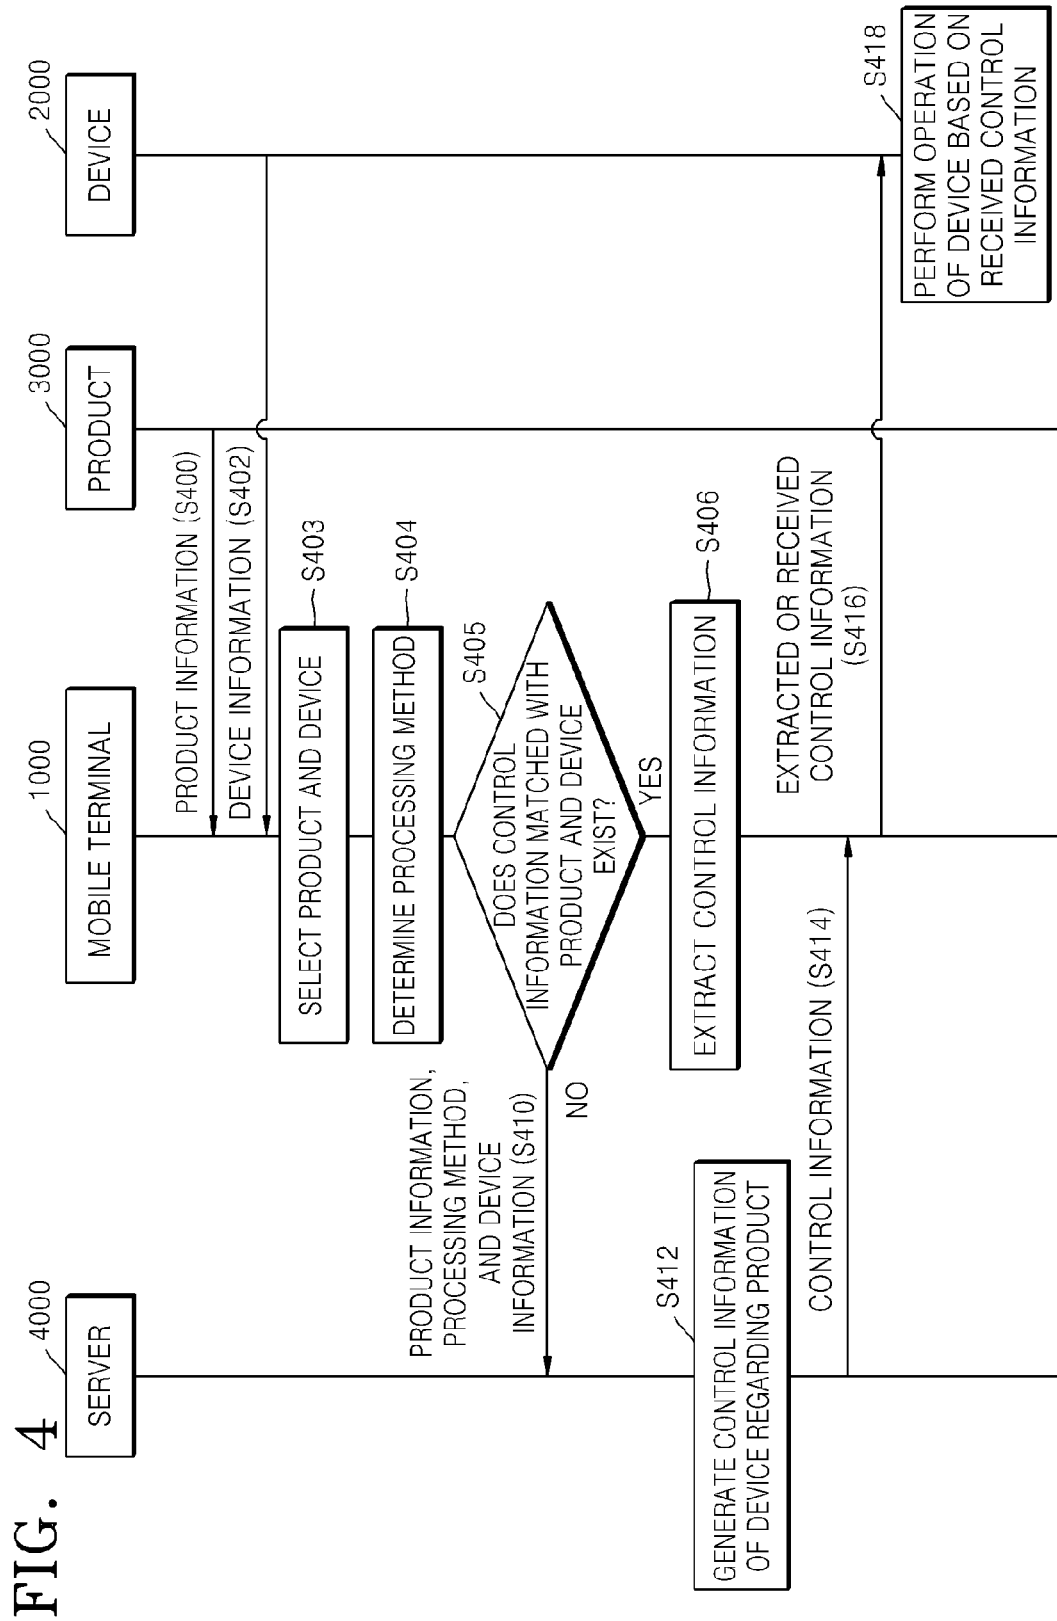 FIG. 4
4000
SERVER
1000
MOBILE TERMINAL
3000
PRODUCT
2000
DEVICE
PRODUCT INFORMATION (S400)
DEVICE INFORMATION (S402)
S403
SELECT PRODUCT AND DEVICE
S404
DETERMINE PROCESSING METHOD
S405
DOES CONTROL
INFORMATION MATCHED WITH
PRODUCT AND DEVICE
EXIST?
PRODUCT INFORMATION,
PROCESSING METHOD,
AND DEVICE
INFORMATION (S410)
NO
YES
S406
EXTRACT CONTROL INFORMATION
S412
GENERATE CONTROL INFORMATION
OF DEVICE REGARDING PRODUCT
CONTROL INFORMATION (S414)
EXTRACTED OR RECEIVED
CONTROL INFORMATION
(S416)
S418
PERFORM OPERATION
OF DEVICE BASED ON
RECEIVED CONTROL
INFORMATION